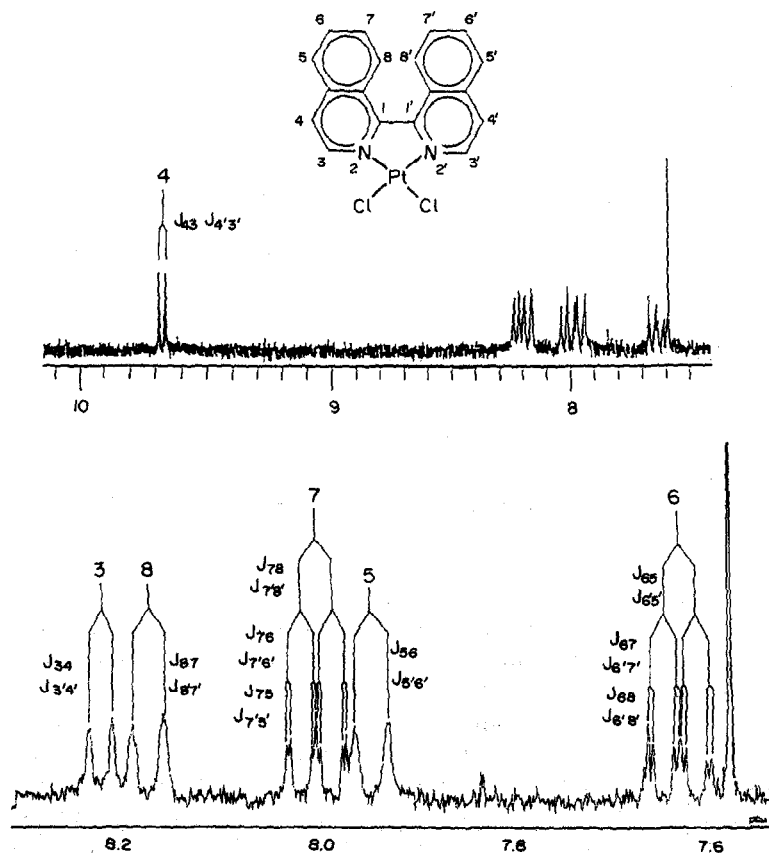 6 7 7' 6'
5 8 8' 5'
4 1 1' 4'
3 2 N N 2' 3'
Pt
Cl Cl
4
J43 J4'3'
10 9 8
7 6
3 8 5
J78
J7'8'
J65
J6'5'
J34
J3'4'
J87
J8'7'
J76
J7'6'
J56
J5'6'
J67
J6'7'
J75
J7'5'
J68
J6'8'
8.2 8.0 7.8 7.6